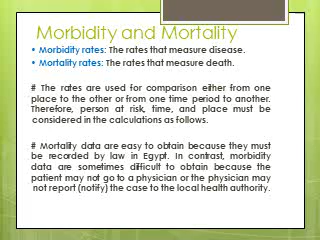 Morbidity and Mortality
• Morbidity rates: The rates that measure disease.
• Mortality rates: The rates that measure death.
# The rates are used for comparison either from one
place to the other or from one time period to another.
Therefore, person at risk, time, and place must be
considered in the calculations as follows.
# Mortality data are easy to obtain because they must
be recorded by law in Egypt. In contrast, morbidity
data are sometimes difficult to obtain because the
patient may not go to a physician or the physician may
not report (notify) the case to the local health authority.